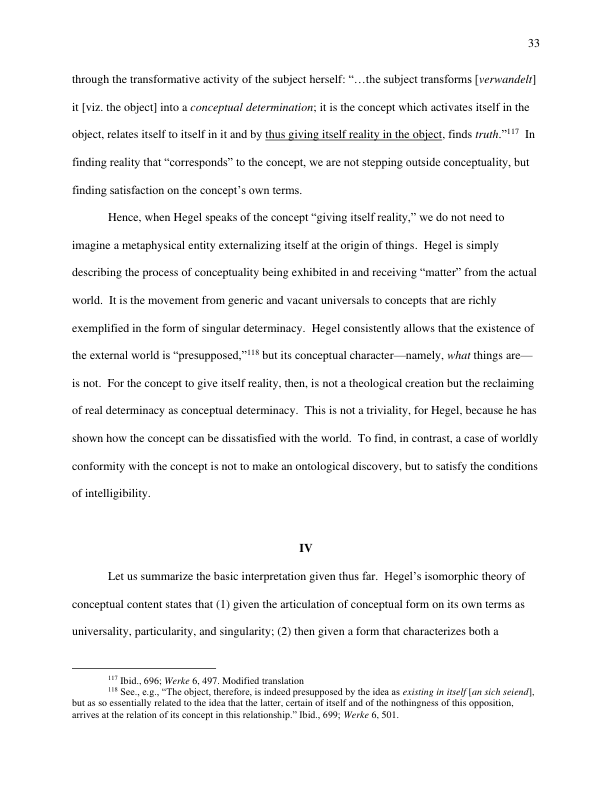 33
through the transformative activity of the subject herself: “…the subject transforms [verwandelt]
it [viz. the object] into a conceptual determination; it is the concept which activates itself in the
object, relates itself to itself in it and by thus giving itself reality in the object, finds truth.”117 In
finding reality that “corresponds” to the concept, we are not stepping outside conceptuality, but
finding satisfaction on the concept’s own terms.
Hence, when Hegel speaks of the concept “giving itself reality,” we do not need to
imagine a metaphysical entity externalizing itself at the origin of things. Hegel is simply
describing the process of conceptuality being exhibited in and receiving “matter” from the actual
world. It is the movement from generic and vacant universals to concepts that are richly
exemplified in the form of singular determinacy. Hegel consistently allows that the existence of
the external world is “presupposed,”118 but its conceptual character—namely, what things are—
is not. For the concept to give itself reality, then, is not a theological creation but the reclaiming
of real determinacy as conceptual determinacy. This is not a triviality, for Hegel, because he has
shown how the concept can be dissatisfied with the world. To find, in contrast, a case of worldly
conformity with the concept is not to make an ontological discovery, but to satisfy the conditions
of intelligibility.
IV
Let us summarize the basic interpretation given thus far. Hegel’s isomorphic theory of
conceptual content states that (1) given the articulation of conceptual form on its own terms as
universality, particularity, and singularity; (2) then given a form that characterizes both a
117 Ibid., 696; Werke 6, 497. Modified translation
118 See., e.g., “The object, therefore, is indeed presupposed by the idea as existing in itself [an sich seiend],
but as so essentially related to the idea that the latter, certain of itself and of the nothingness of this opposition,
arrives at the relation of its concept in this relationship.” Ibid., 699; Werke 6, 501.